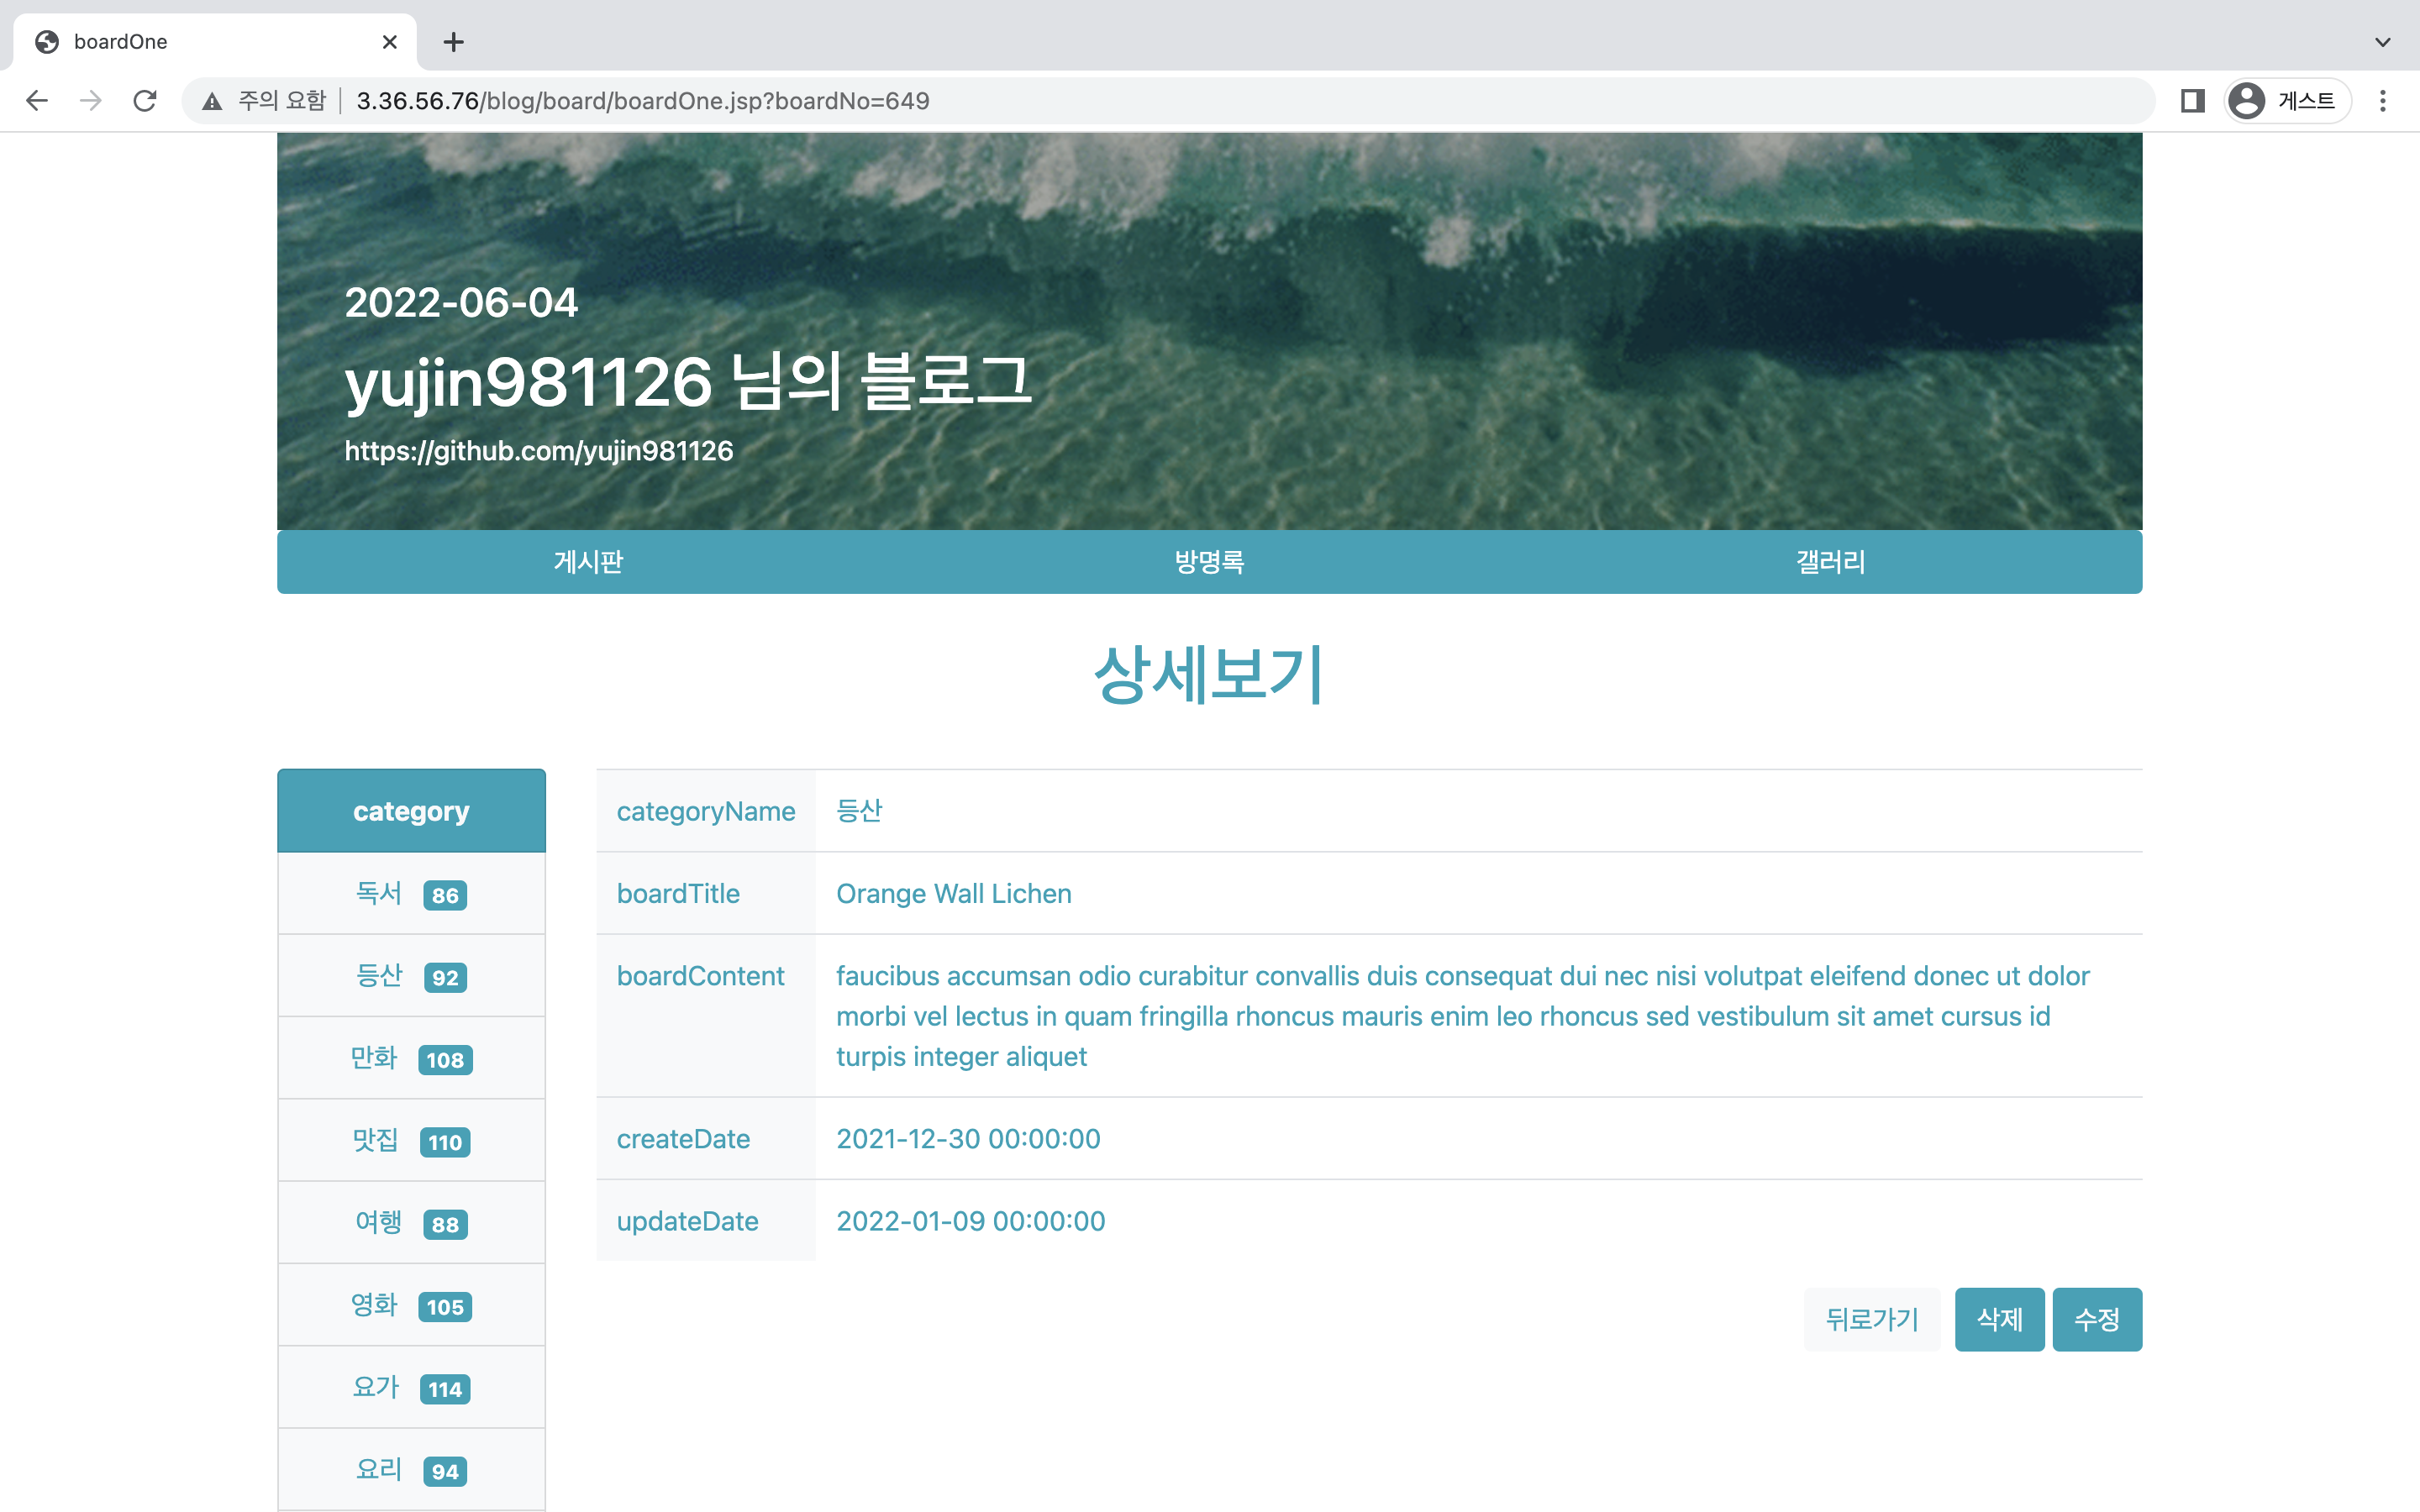 boardOne
주의 요함 3.36.56.76/blog/board/boardOne.jsp?boardNo=649
게스트
2022-06-04
yujin981126 님의 블로그
https://github.com/yujin981126
게시판 방명록 갤러리
상세보기
category
독서 86
등산 92
만화 108
맛집 110
여행 88
영화 105
요가 114
요리 94
categoryName 등산
boardTitle Orange Wall Lichen
boardContent faucibus accumsan odio curabitur convallis duis consequat dui nec nisi volutpat eleifend donec ut dolor
morbi vel lectus in quam fringilla rhoncus mauris enim leo rhoncus sed vestibulum sit amet cursus id
turpis integer aliquet
createDate 2021-12-30 00:00:00
updateDate 2022-01-09 00:00:00
뒤로가기 삭제 수정